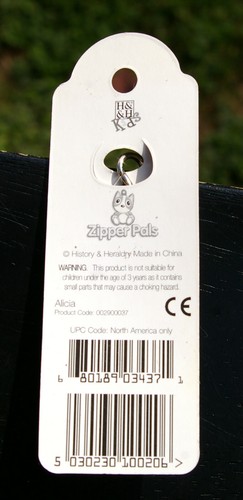 H&
&H
Kids
Zipper Pals
© History & Heraldry Made in China
WARNING. This product is not suitable for
children under the age of 3 years as it contains
small parts that may cause a choking hazard.
Alicia
Product Code: 002900037
CE
UPC Code: North America only
6 80189 03437 1
5 030230 100206 >